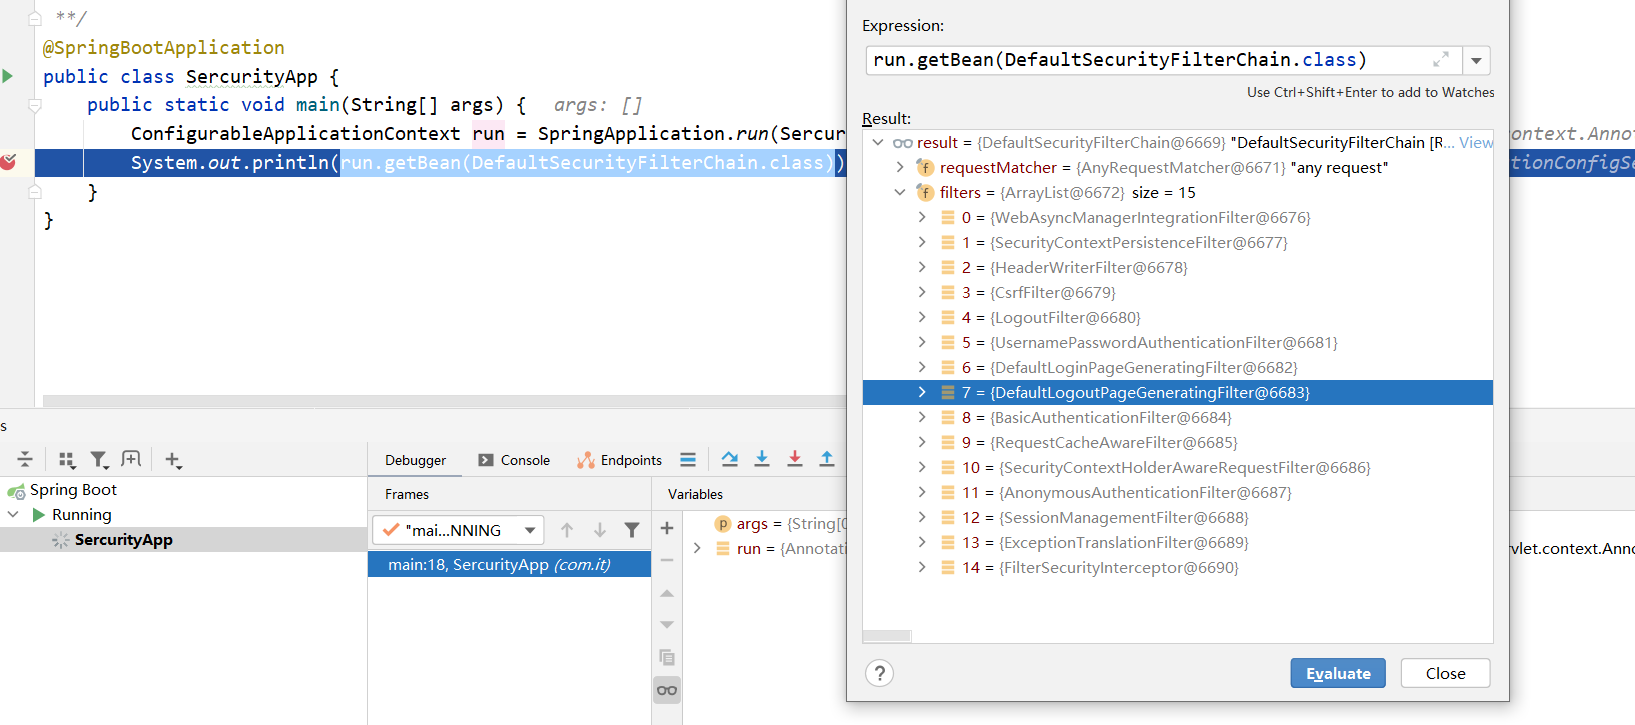 **/
@SpringBootApplication
public class SercurityApp {
public static void main(String[] args) {   args: []
ConfigurableApplicationContext run = SpringApplication.run(Sercur
System.out.println(run.getBean(DefaultSecurityFilterChain.class))
}
}
context.Anno
tionConfigSe
Expression:
run.getBean(DefaultSecurityFilterChain.class)
Use Ctrl+Shift+Enter to add to Watches
Result:
result = {DefaultSecurityFilterChain@6669} "DefaultSecurityFilterChain [R... View
requestMatcher = {AnyRequestMatcher@6671} "any request"
filters = {ArrayList@6672} size = 15
0 = {WebAsyncManagerIntegrationFilter@6676}
1 = {SecurityContextPersistenceFilter@6677}
2 = {HeaderWriterFilter@6678}
3 = {CsrfFilter@6679}
4 = {LogoutFilter@6680}
5 = {UsernamePasswordAuthenticationFilter@6681}
6 = {DefaultLoginPageGeneratingFilter@6682}
7 = {DefaultLogoutPageGeneratingFilter@6683}
8 = {BasicAuthenticationFilter@6684}
9 = {RequestCacheAwareFilter@6685}
10 = {SecurityContextHolderAwareRequestFilter@6686}
11 = {AnonymousAuthenticationFilter@6687}
12 = {SessionManagementFilter@6688}
13 = {ExceptionTranslationFilter@6689}
14 = {FilterSecurityInterceptor@6690}
? Evaluate Close
s
Spring Boot
Running
SercurityApp
Debugger Console Endpoints
Frames
"mai...NNING
main:18, SercurityApp (com.it)
Variables
args = {String[0
run = {Annotati
rvlet.context.Anno